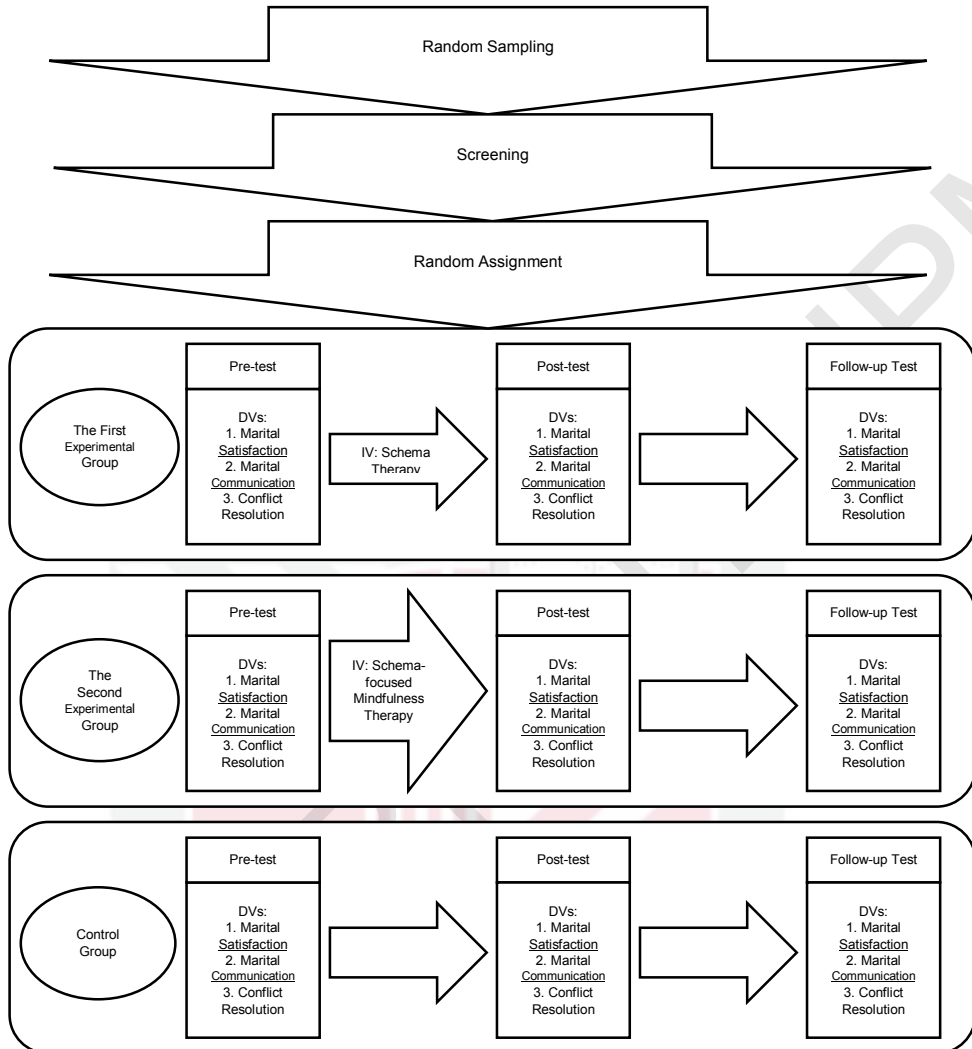 Random Sampling
Screening
Random Assignment
The First
Experimental
Group
Pre-test
DVs:
1. Marital
Satisfaction
2. Marital
Communication
3. Conflict
Resolution
IV: Schema
Therapy
Post-test
DVs:
1. Marital
Satisfaction
2. Marital
Communication
3. Conflict
Resolution
Follow-up Test
DVs:
1. Marital
Satisfaction
2. Marital
Communication
3. Conflict
Resolution
The
Second
Experimental
Group
Pre-test
DVs:
1. Marital
Satisfaction
2. Marital
Communication
3. Conflict
Resolution
IV: Schema-
focused
Mindfulness
Therapy
Post-test
DVs:
1. Marital
Satisfaction
2. Marital
Communication
3. Conflict
Resolution
Follow-up Test
DVs:
1. Marital
Satisfaction
2. Marital
Communication
3. Conflict
Resolution
Control
Group
Pre-test
DVs:
1. Marital
Satisfaction
2. Marital
Communication
3. Conflict
Resolution
Post-test
DVs:
1. Marital
Satisfaction
2. Marital
Communication
3. Conflict
Resolution
Follow-up Test
DVs:
1. Marital
Satisfaction
2. Marital
Communication
3. Conflict
Resolution